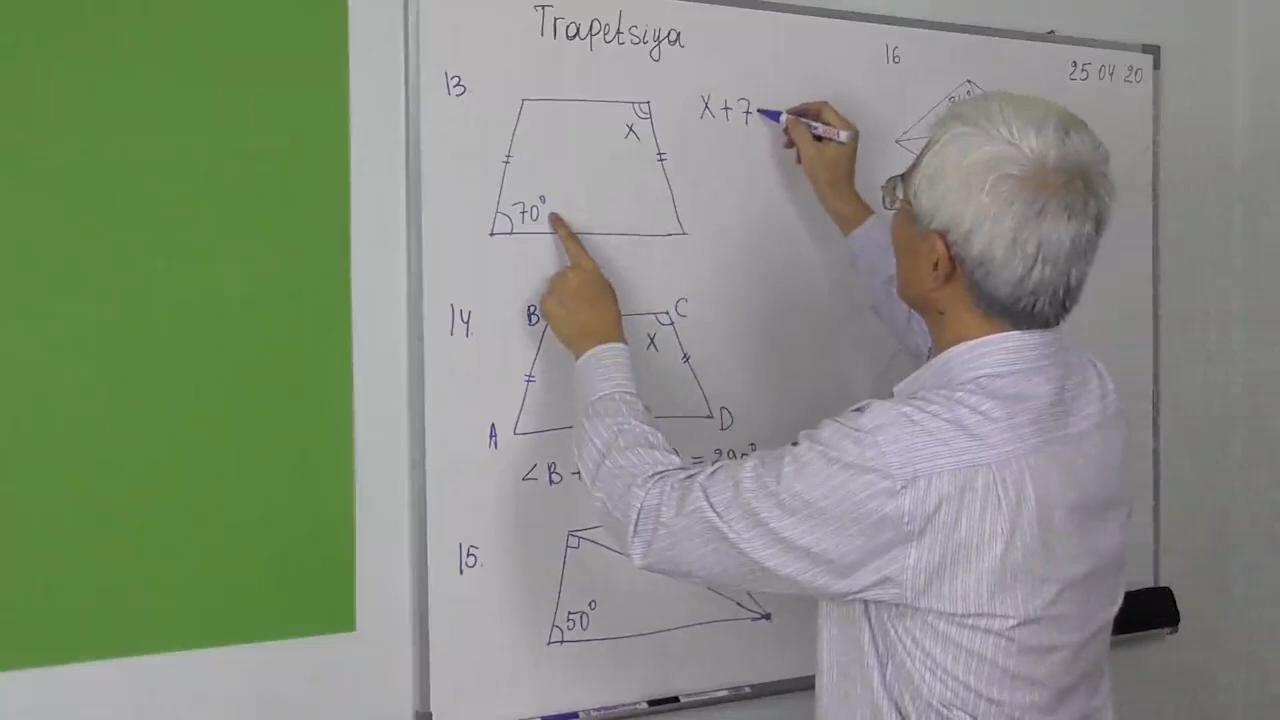 Trapetsiya
16
25 04 20
13
X
X+7
70°
14.
B
C
X
A
D
∠B +
15.
50°